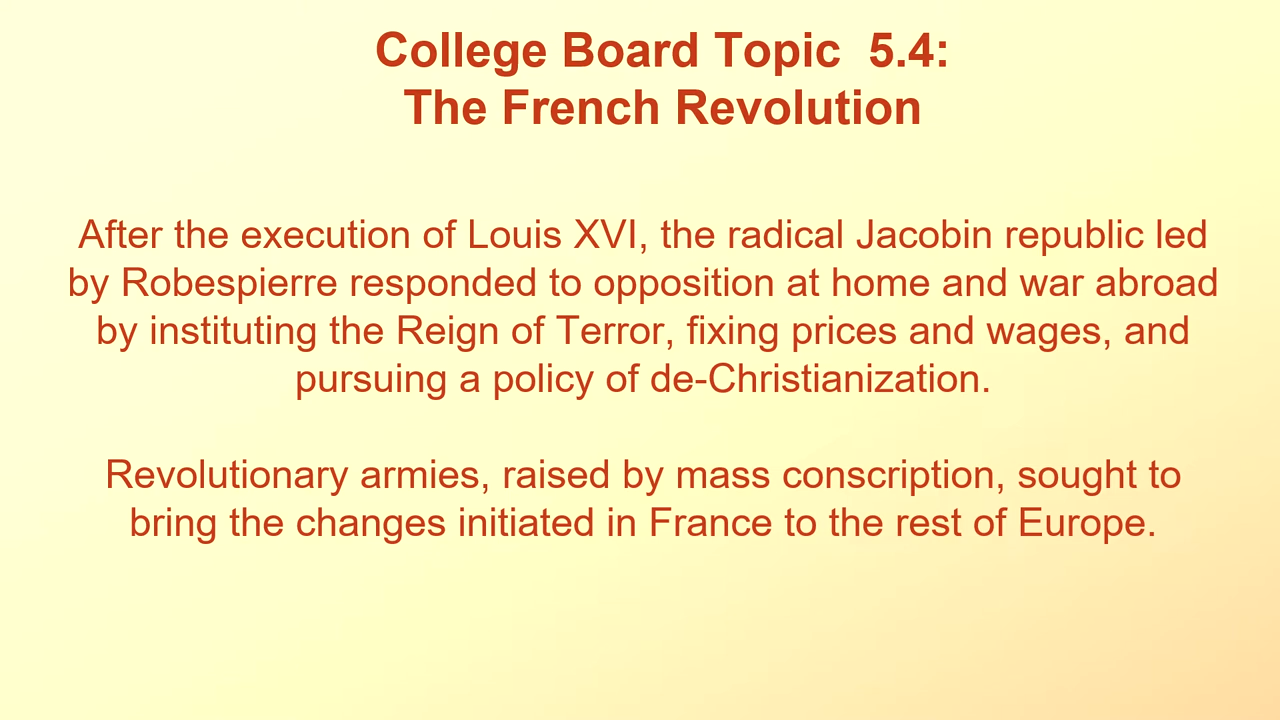 College Board Topic  5.4:
The French Revolution
After the execution of Louis XVI, the radical Jacobin republic led
by Robespierre responded to opposition at home and war abroad
by instituting the Reign of Terror, fixing prices and wages, and
pursuing a policy of de-Christianization.
Revolutionary armies, raised by mass conscription, sought to
bring the changes initiated in France to the rest of Europe.